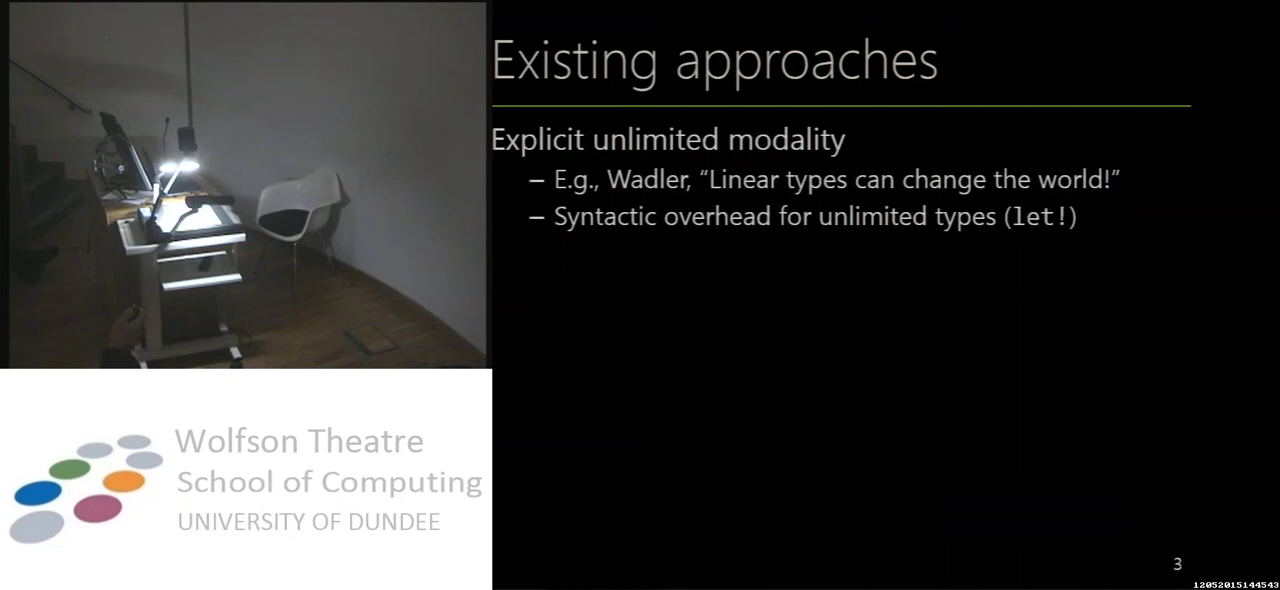 Existing approaches
Explicit unlimited modality
– E.g., Wadler, “Linear types can change the world!”
– Syntactic overhead for unlimited types (let!)
Wolfson Theatre
School of Computing
UNIVERSITY OF DUNDEE
3
12052015144543